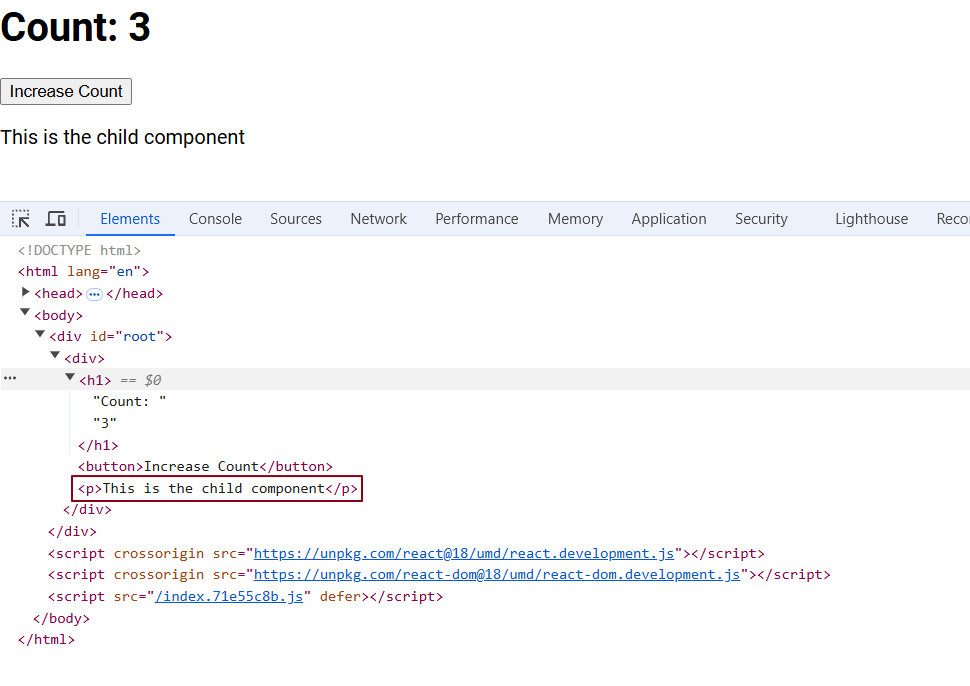 Count: 3
Increase Count
This is the child component
Elements Console Sources Network Performance Memory Application Security Lighthouse Reco
<!DOCTYPE html>
<html lang="en">
<head> ··· </head>
<body>
<div id="root">
<div>
··· <h1> == $0
"Count: "
"3"
</h1>
<button>Increase Count</button>
<p>This is the child component</p>
</div>
</div>
<script crossorigin src="https://unpkg.com/react@18/umd/react.development.js"></script>
<script crossorigin src="https://unpkg.com/react-dom@18/umd/react-dom.development.js"></script>
<script src="/index.71e55c8b.js" defer></script>
</body>
</html>